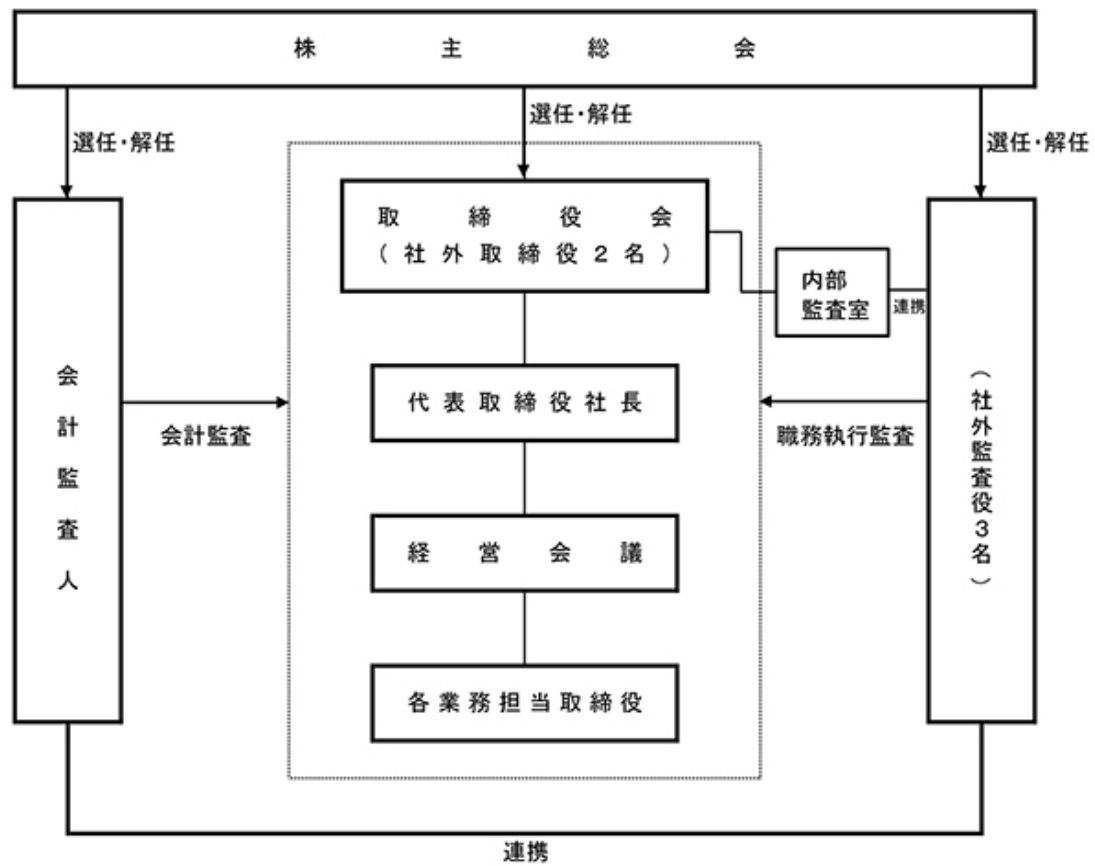 株主総会
選任・解任
選任・解任
選任・解任
取締役会
(社外取締役2名)
内部
監査室
連携
会計監査人
会計監査
代表取締役社長
職務執行監査
(社外監査役3名)
経営会議
各業務担当取締役
連携